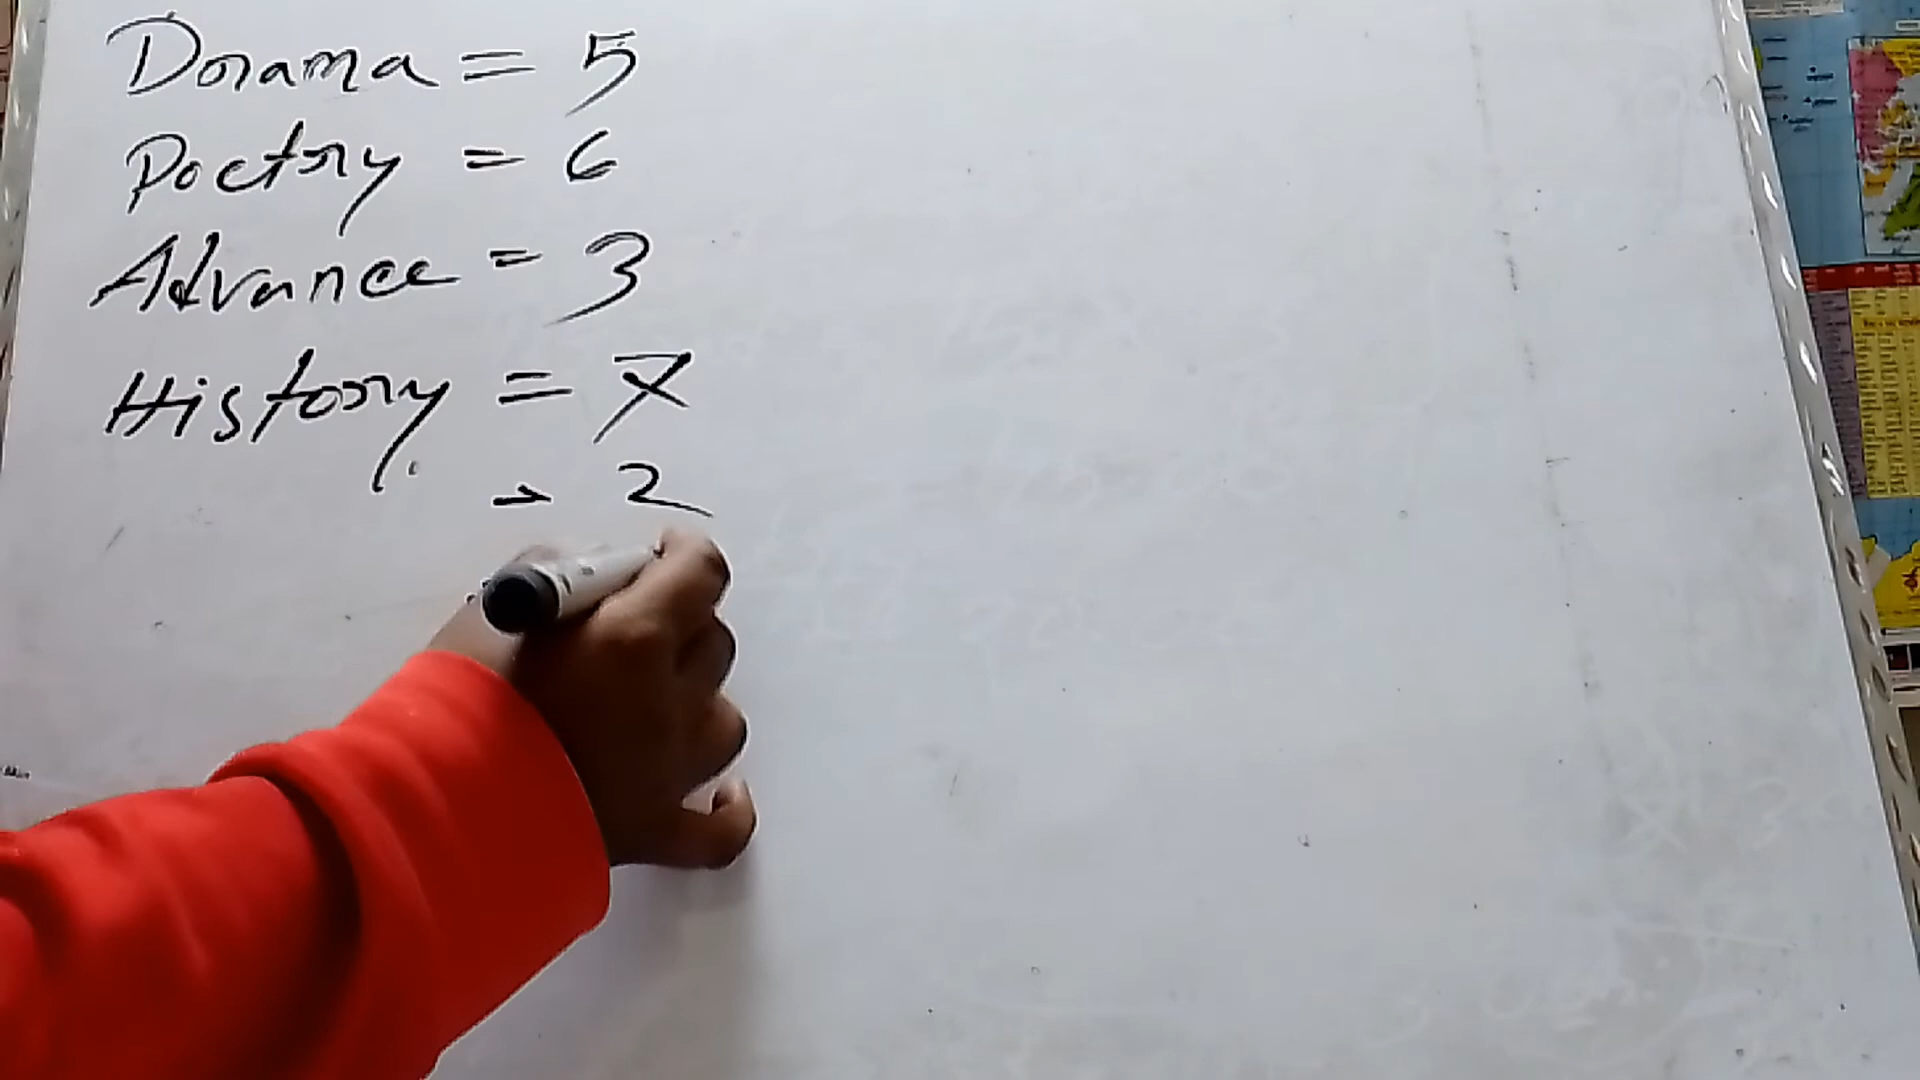 Drama = 5
Poetry = 6
Advance = 3
History = 7
→ 2